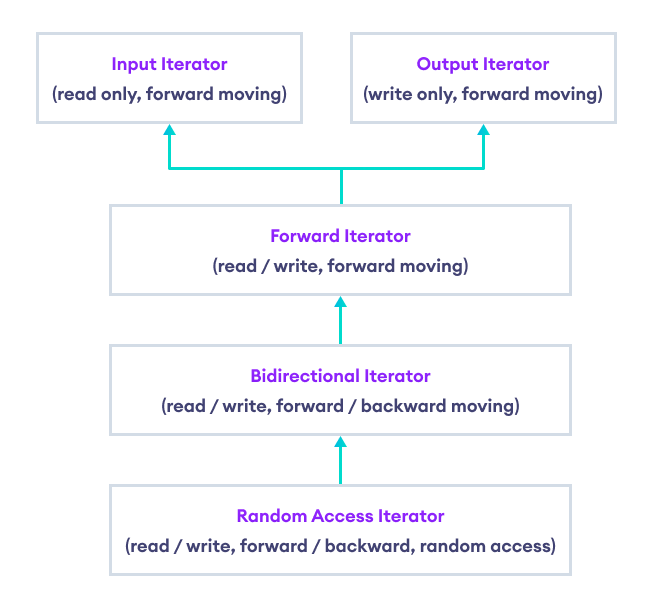 Input Iterator
(read only, forward moving)
Output Iterator
(write only, forward moving)
Forward Iterator
(read / write, forward moving)
Bidirectional Iterator
(read / write, forward / backward moving)
Random Access Iterator
(read / write, forward / backward, random access)